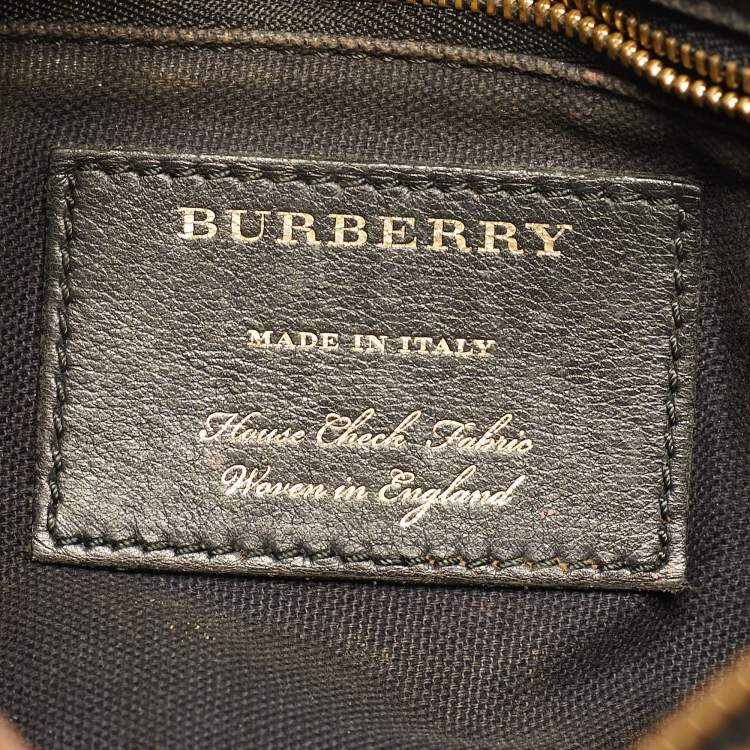 BURBERRY
MADE IN ITALY
House Check Fabric
Woven in England